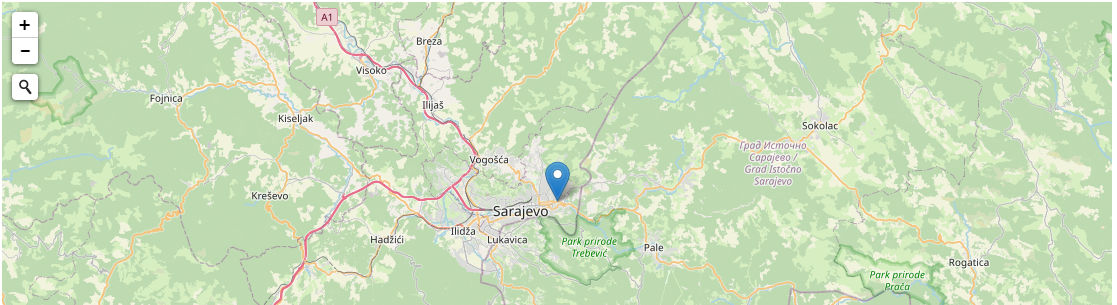 +
−
A1
Breza
Visoko
Fojnica
Ilijaš
Kiseljak
Sokolac
Град Источно
Сарајево /
Grad Istočno
Sarajevo
Vogošća
Kreševo
Sarajevo
Ilidža
Hadžići
Lukavica
Park prirode
Trebević
Pale
Rogatica
Park prirode
Prača